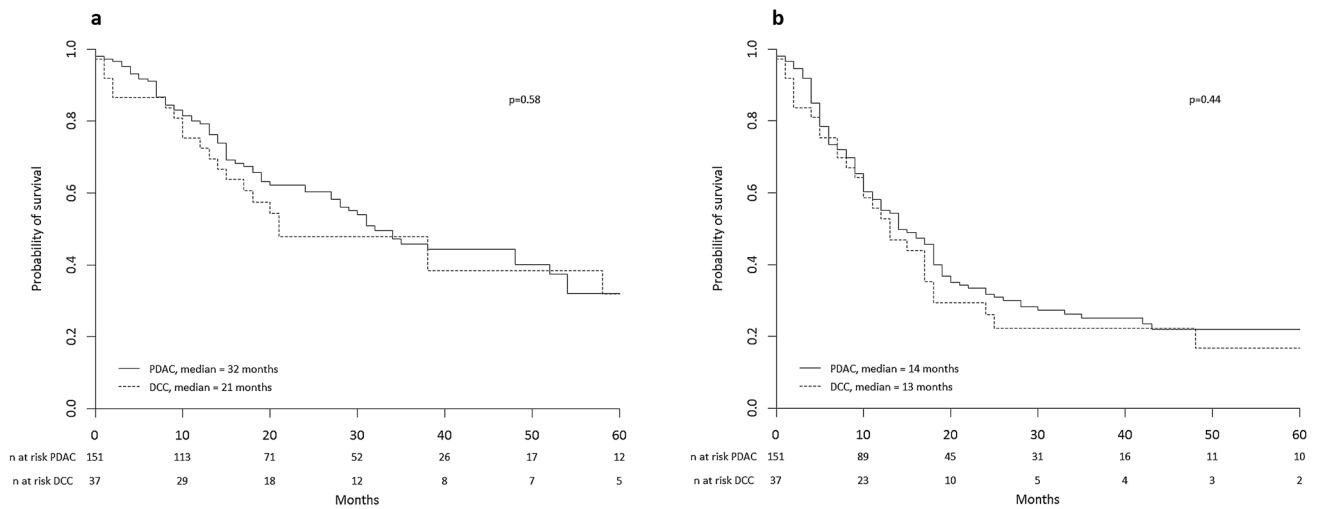 a
1.0
0.8
0.6
0.4
0.2
0.0
Probability of survival
p=0.58
PDAC, median = 32 months
DCC, median = 21 months
0 10 20 30 40 50 60
n at risk PDAC 151 113 71 52 26 17 12
n at risk DCC 37 29 18 12 8 7 5
Months
b
1.0
0.8
0.6
0.4
0.2
0.0
Probability of survival
p=0.44
PDAC, median = 14 months
DCC, median = 13 months
0 10 20 30 40 50 60
n at risk PDAC 151 89 45 31 16 11 10
n at risk DCC 37 23 10 5 4 3 2
Months